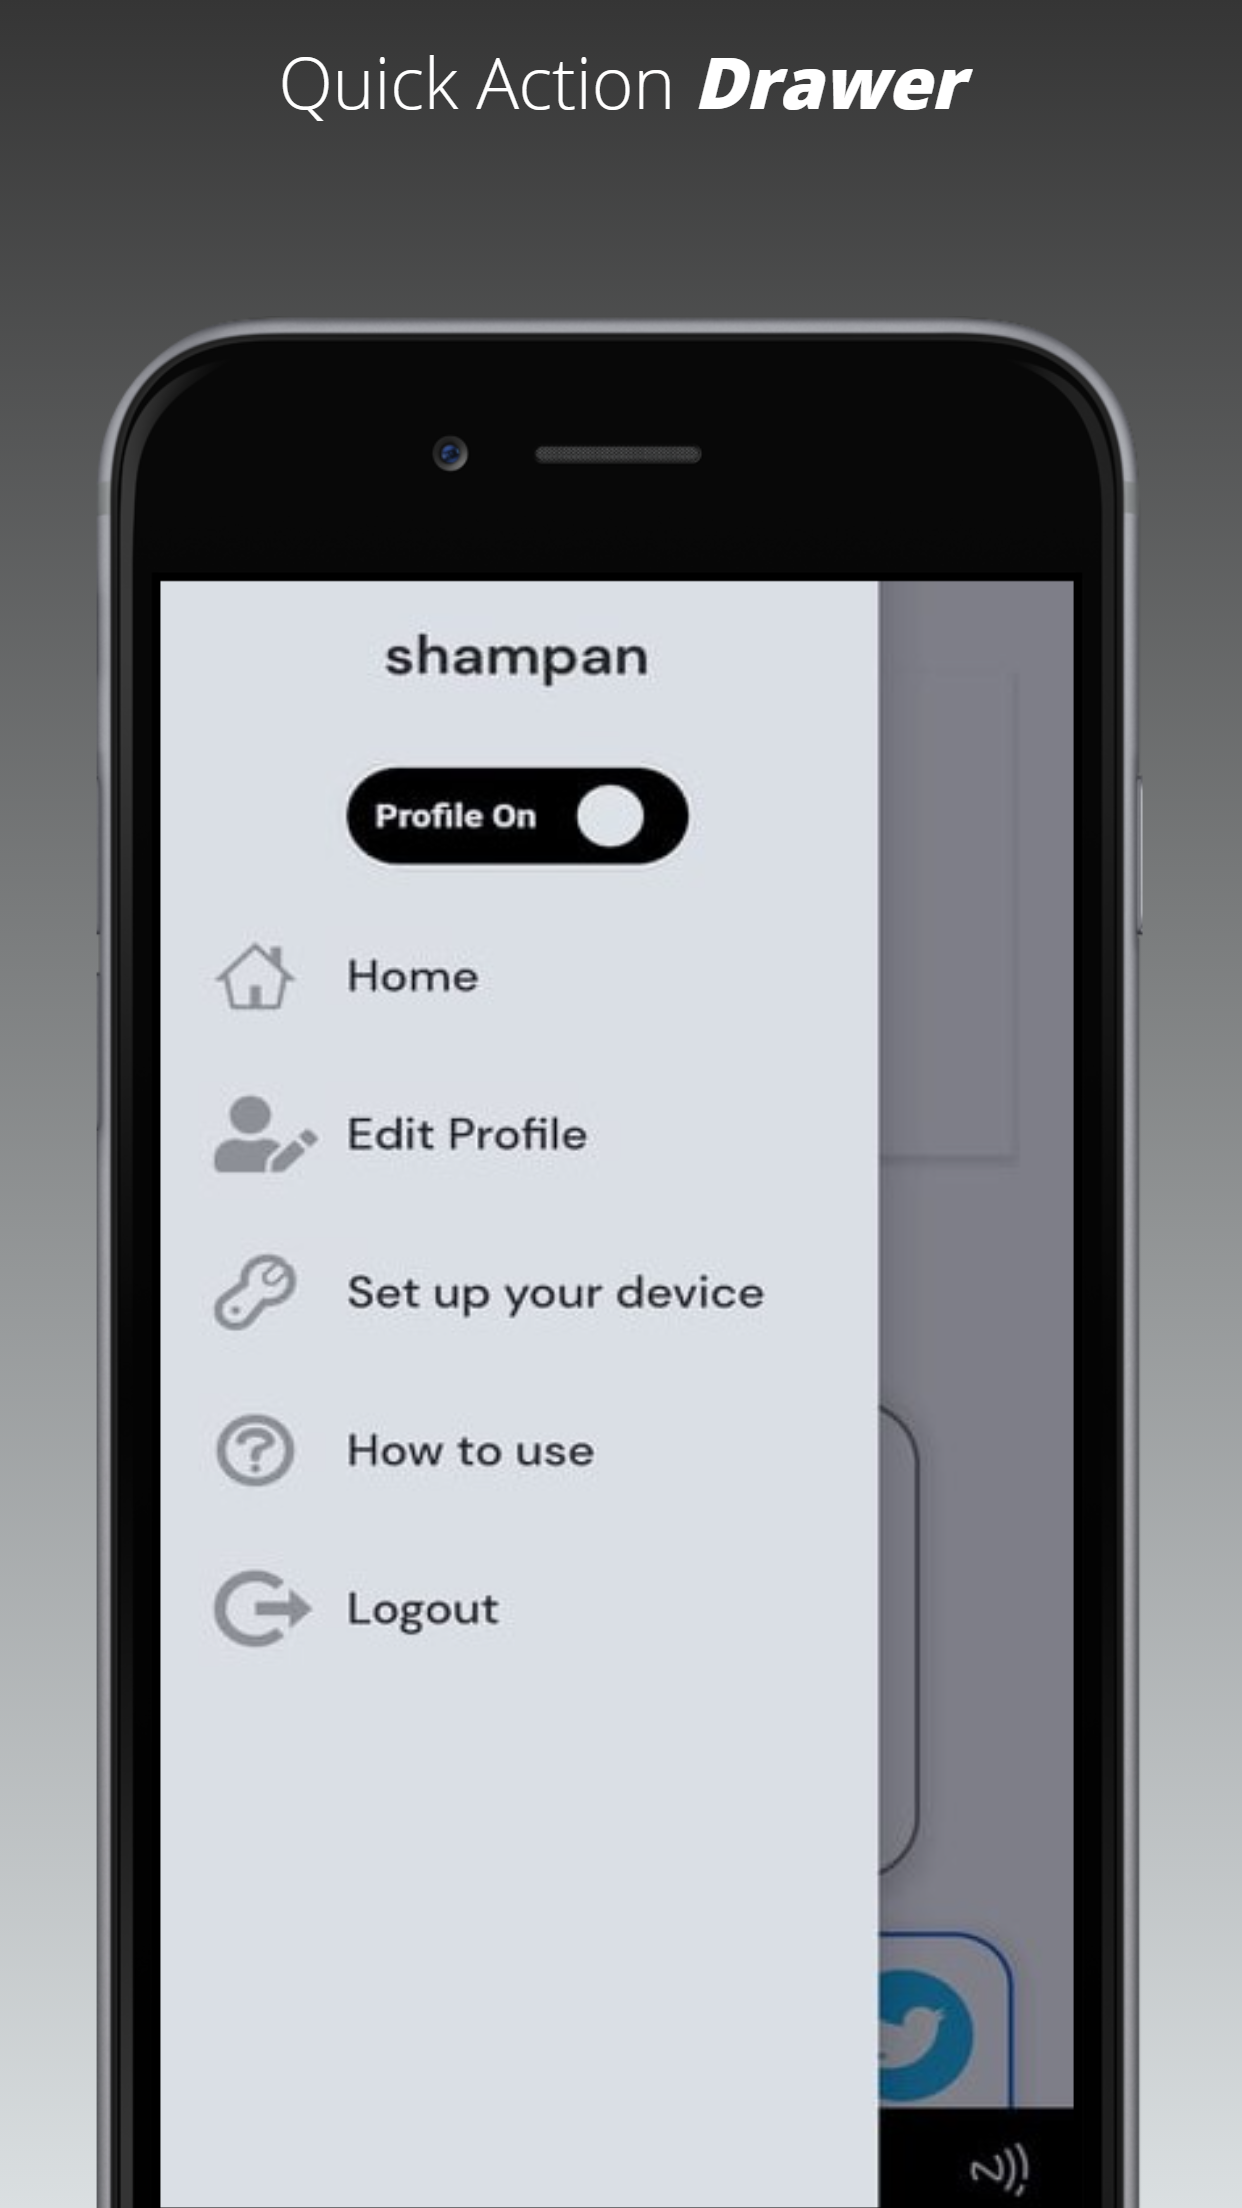 Quick Action Drawer
shampan
Profile On
Home
Edit Profile
Set up your device
How to use
Logout